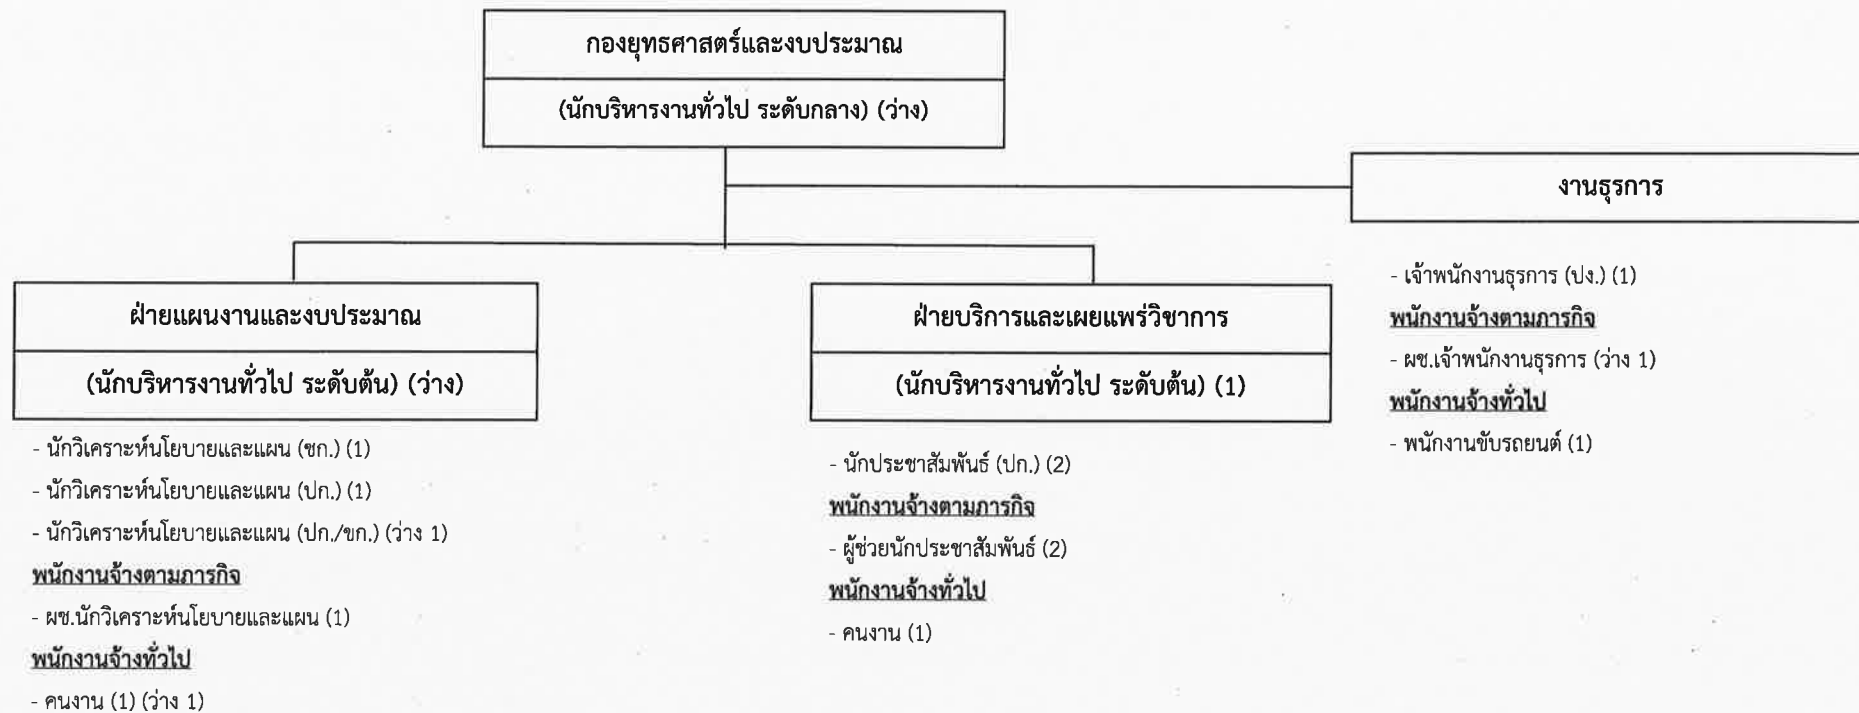 กองยุทธศาสตร์และงบประมาณ
(นักบริหารงานทั่วไป ระดับกลาง) (ว่าง)
งานธุรการ
- เจ้าพนักงานธุรการ (ปง.) (1)
พนักงานจ้างตามภารกิจ
- ผช.เจ้าพนักงานธุรการ (ว่าง 1)
พนักงานจ้างทั่วไป
- พนักงานขับรถยนต์ (1)
ฝ่ายแผนงานและงบประมาณ
(นักบริหารงานทั่วไป ระดับต้น) (ว่าง)
- นักวิเคราะห์นโยบายและแผน (ชก.) (1)
- นักวิเคราะห์นโยบายและแผน (ปก.) (1)
- นักวิเคราะห์นโยบายและแผน (ปก./ขก.) (ว่าง 1)
พนักงานจ้างตามภารกิจ
- ผช.นักวิเคราะห์นโยบายและแผน (1)
พนักงานจ้างทั่วไป
- คนงาน (1) (ว่าง 1)
ฝ่ายบริการและเผยแพร่วิชาการ
(นักบริหารงานทั่วไป ระดับต้น) (1)
- นักประชาสัมพันธ์ (ปก.) (2)
พนักงานจ้างตามภารกิจ
- ผู้ช่วยนักประชาสัมพันธ์ (2)
พนักงานจ้างทั่วไป
- คนงาน (1)